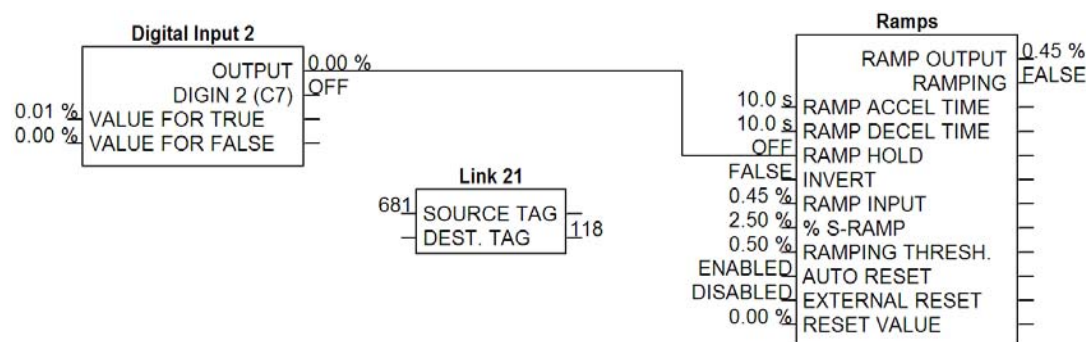 Digital Input 2
OUTPUT 0.00 %
DIGIN 2 (C7) OFF
0.01 % VALUE FOR TRUE
0.00 % VALUE FOR FALSE
Link 21
681 SOURCE TAG
DEST. TAG 118
Ramps
RAMP OUTPUT 0.45 %
RAMPING FALSE
10.0 s RAMP ACCEL TIME
10.0 s RAMP DECEL TIME
OFF RAMP HOLD
FALSE INVERT
0.45 % RAMP INPUT
2.50 % % S-RAMP
0.50 % RAMPING THRESH.
ENABLED AUTO RESET
DISABLED EXTERNAL RESET
0.00 % RESET VALUE